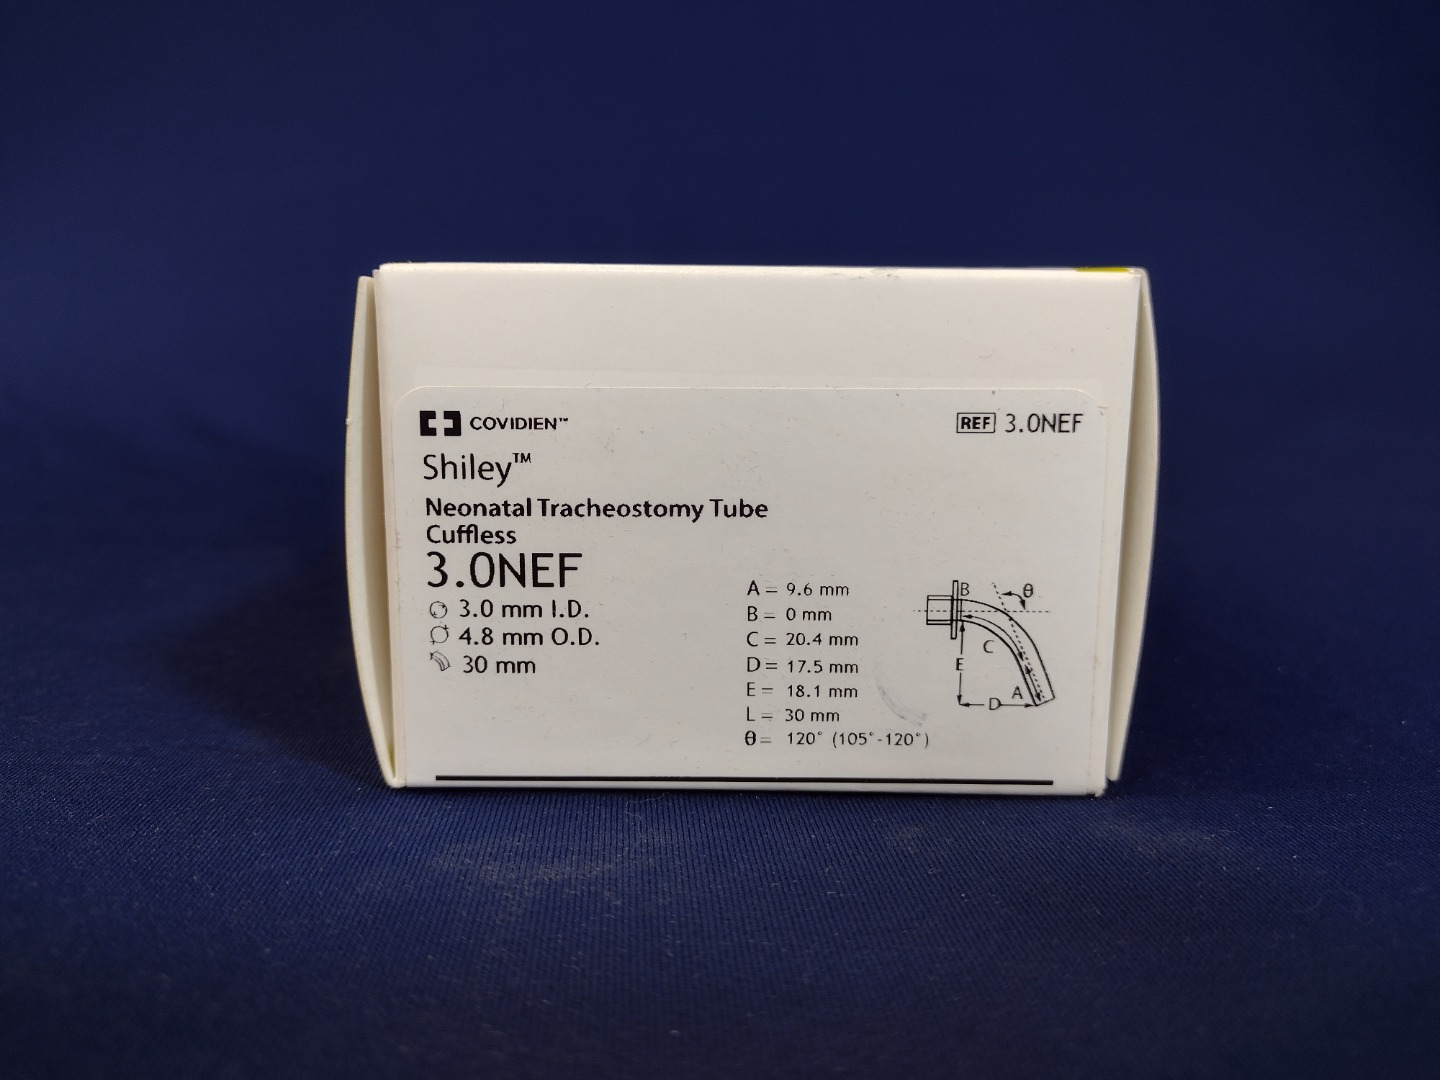 COVIDIEN™
REF 3.0NEF
Shiley™
Neonatal Tracheostomy Tube
Cuffless
3.0NEF
3.0 mm I.D.
4.8 mm O.D.
30 mm
A = 9.6 mm
B = 0 mm
C = 20.4 mm
D = 17.5 mm
E = 18.1 mm
L = 30 mm
θ = 120° (105°-120°)
B
θ
C
E
A
D